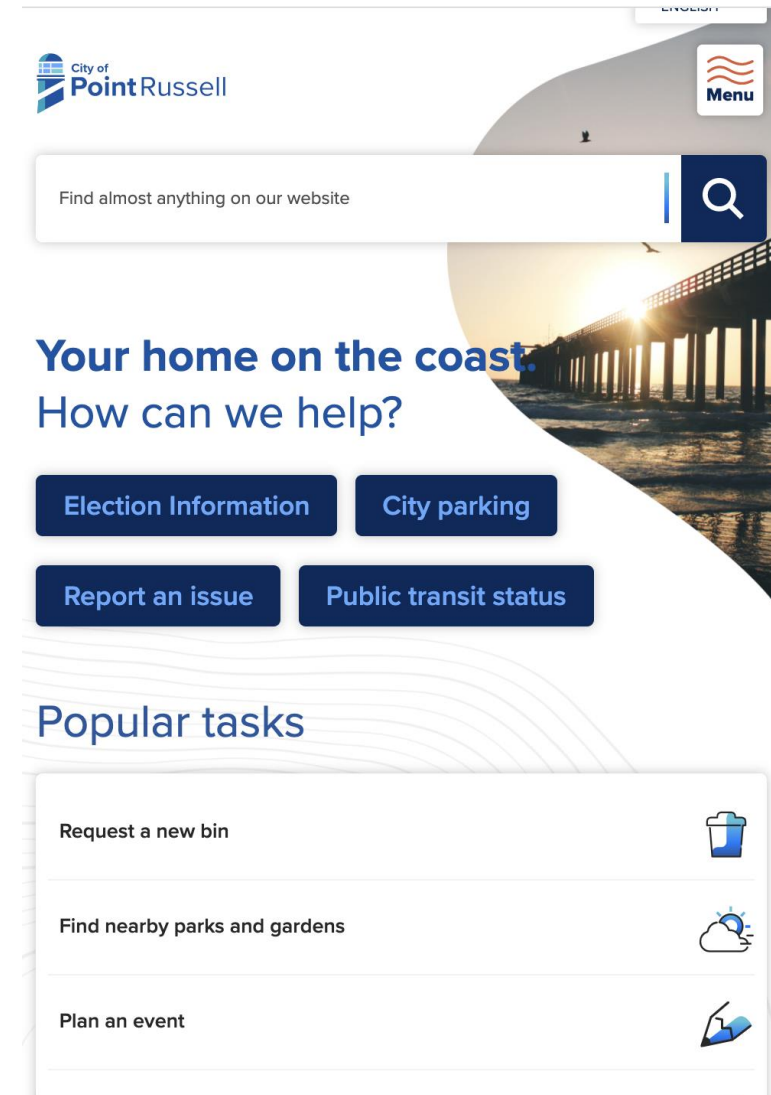 ENGLISH
City of
Point Russell
Menu
Find almost anything on our website
Your home on the coast.
How can we help?
Election Information
City parking
Report an issue
Public transit status
Popular tasks
Request a new bin
Find nearby parks and gardens
Plan an event